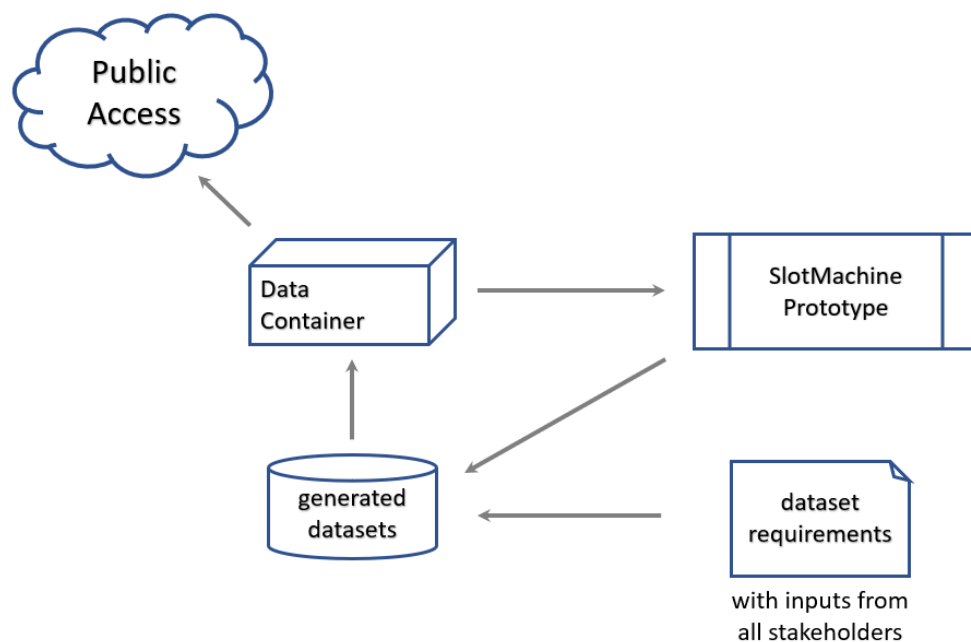 Public
Access
Data
Container
SlotMachine
Prototype
generated
datasets
dataset
requirements
with inputs from
all stakeholders